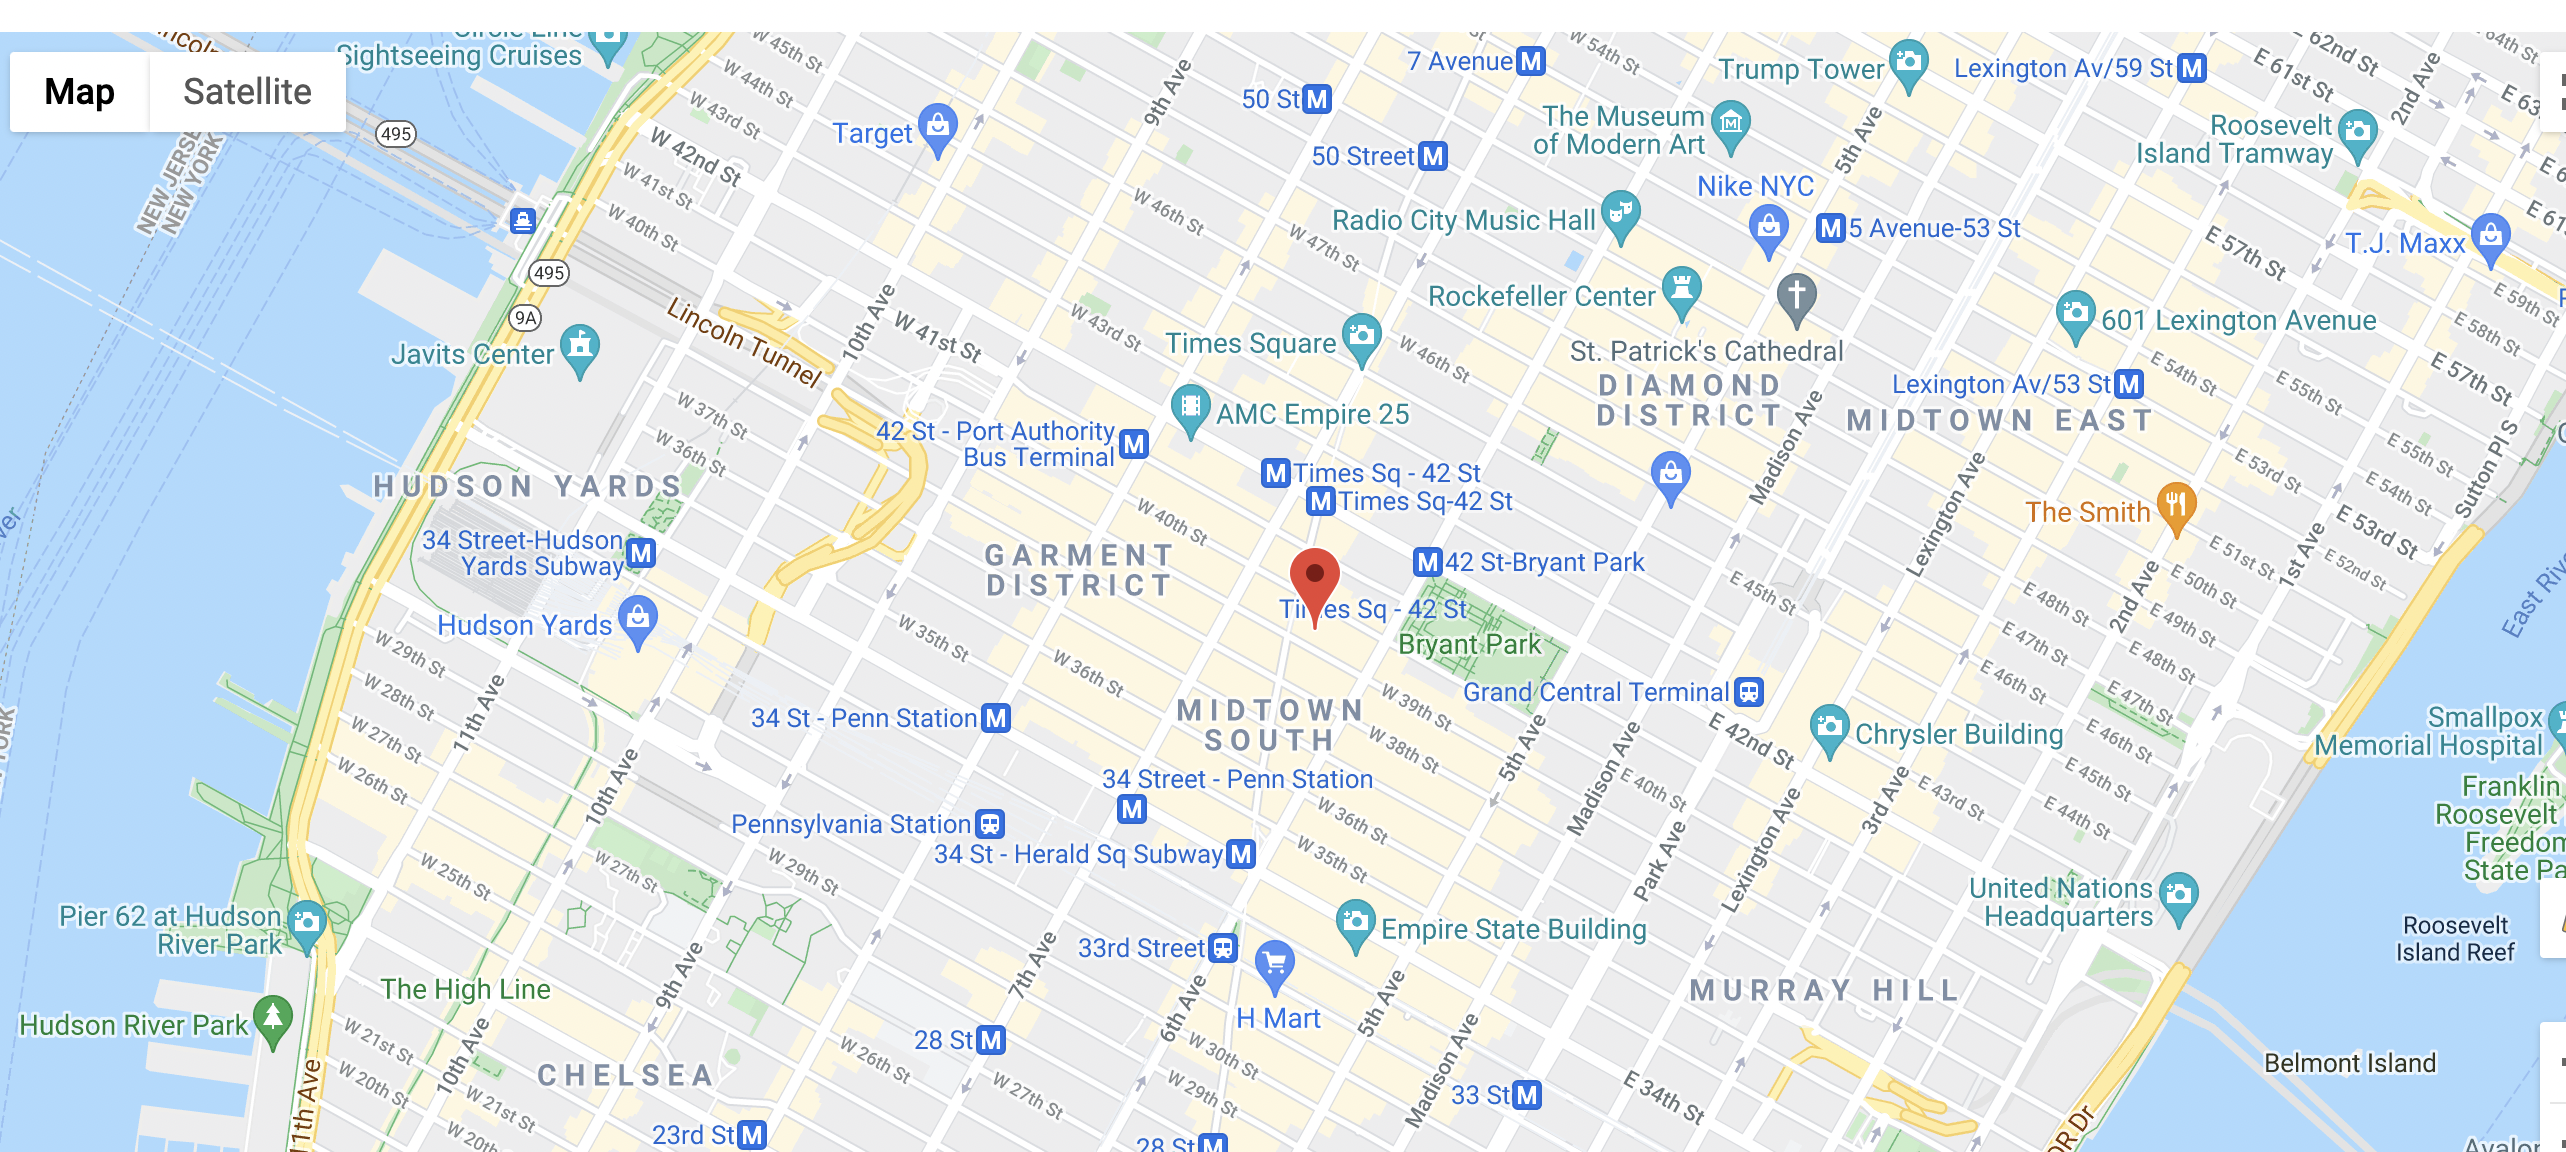 Map
Satellite
Sightseeing Cruises
495
NEW JERSE
NEW YORK
W 45th St
W 44th St
W 43rd St
W 42nd St
W 41st St
W 40th St
Target
9th Ave
50 St
7 Avenue
W 54th St
Trump Tower
Lexington Av/59 St
E 62nd St
E 61st St
2nd Ave
The Museum
of Modern Art
50 Street
5th Ave
Roosevelt
Island Tramway
Nike NYC
Radio City Music Hall
5 Avenue-53 St
W 46th St
W 47th St
E 57th St
T.J. Maxx
495
9A
Lincoln Tunnel
10th Ave
W 41st St
W 43rd St
Rockefeller Center
E 59th St
E 58th St
601 Lexington Avenue
Javits Center
Times Square
W 46th St
St. Patrick's Cathedral
DIAMOND
DISTRICT
Lexington Av/53 St
MIDTOWN EAST
E 54th St
E 55th St
E 57th St
W 37th St
W 36th St
AMC Empire 25
42 St - Port Authority
Bus Terminal
Madison Ave
Times Sq - 42 St
Times Sq-42 St
HUDSON YARDS
W 40th St
Lexington Ave
The Smith
E 53rd St
E 55th St
E 54th St
E 53rd St
Sutton Pl S
34 Street-Hudson
Yards Subway
GARMENT
DISTRICT
42 St-Bryant Park
E 45th St
E 51st St
E 50th St
E 52nd St
1st Ave
Hudson Yards
Times Sq - 42 St
Bryant Park
E 48th St
E 47th St
E 46th St
2nd Ave
E 49th St
E 48th St
E 47th St
E 46th St
E 45th St
E 44th St
W 29th St
W 28th St
W 27th St
W 26th St
11th Ave
W 35th St
W 36th St
Grand Central Terminal
W 39th St
W 38th St
34 St - Penn Station
MIDTOWN
SOUTH
5th Ave
Madison Ave
E 42nd St
Chrysler Building
Smallpox
Memorial Hospital
34 Street - Penn Station
10th Ave
E 40th St
3rd Ave
E 43rd St
Franklin
Roosevelt
Freedom
State Pa
Pennsylvania Station
34 St - Herald Sq Subway
W 36th St
W 35th St
Park Ave
Lexington Ave
W 25th St
W 27th St
W 29th St
United Nations
Headquarters
Pier 62 at Hudson
River Park
Empire State Building
Roosevelt
Island Reef
33rd Street
7th Ave
6th Ave
5th Ave
The High Line
9th Ave
MURRAY HILL
Hudson River Park
H Mart
W 21st St
W 20th St
10th Ave
28 St
W 26th St
W 27th St
W 30th St
W 29th St
Madison Ave
CHELSEA
Belmont Island
33 St
E 34th St
W 21st St
W 20th
23rd St
28 St
11th Ave
DR Dr